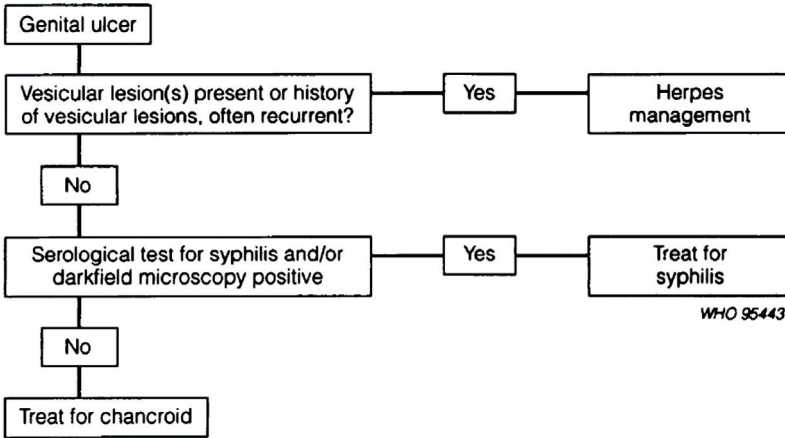 Genital ulcer
Vesicular lesion(s) present or history
of vesicular lesions, often recurrent?
Yes
Herpes
management
No
Serological test for syphilis and/or
darkfield microscopy positive
Yes
Treat for
syphilis
WHO 95443
No
Treat for chancroid